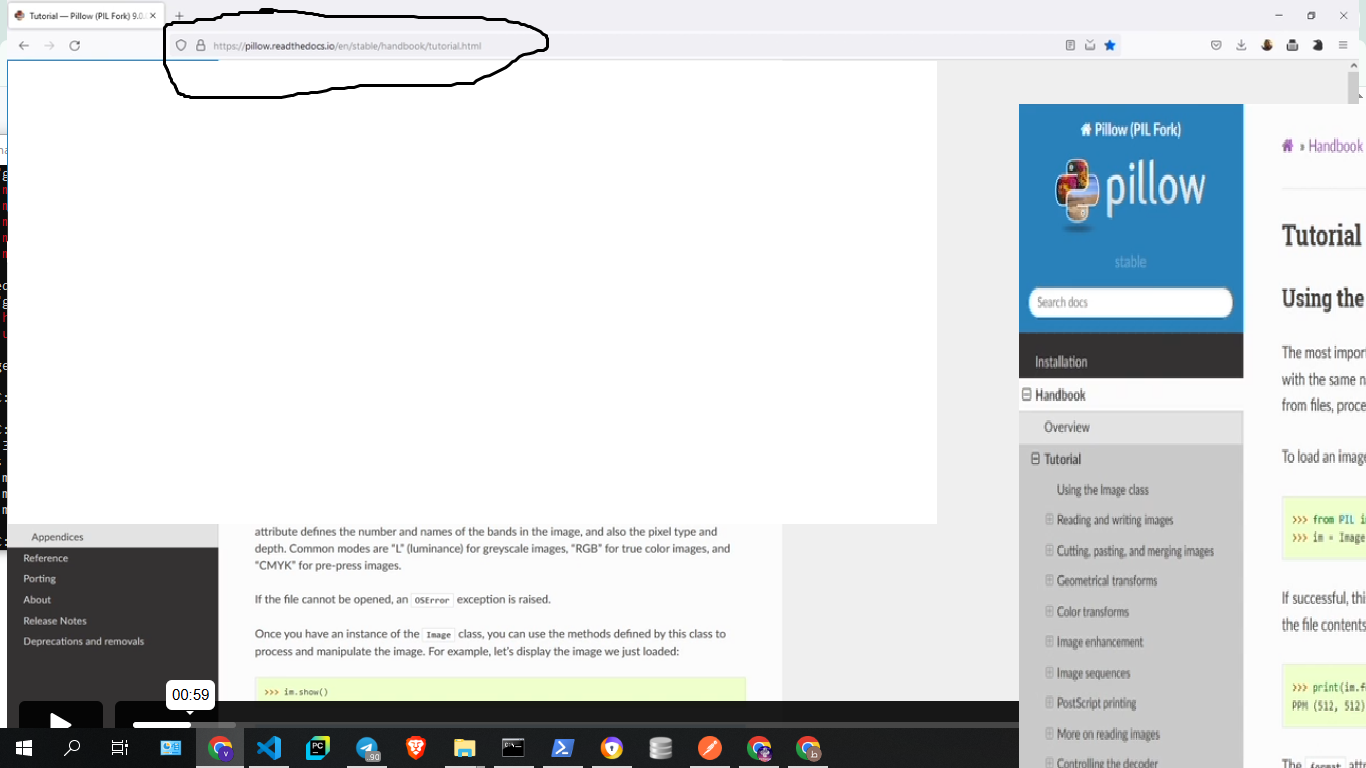 Tutorial — Pillow (PIL Fork) 9.0.
https://pillow.readthedocs.io/en/stable/handbook/tutorial.html
Appendices
Reference
Porting
About
Release Notes
Deprecations and removals
attribute defines the number and names of the bands in the image, and also the pixel type and
depth. Common modes are “L” (luminance) for greyscale images, “RGB” for true color images, and
“CMYK” for pre-press images.
If the file cannot be opened, an OSError exception is raised.
Once you have an instance of the Image class, you can use the methods defined by this class to
process and manipulate the image. For example, let’s display the image we just loaded:
>>> im.show()
00:59
Pillow (PIL Fork)
pillow
stable
Search docs
Installation
Handbook
Overview
Tutorial
Using the Image class
Reading and writing images
Cutting, pasting, and merging images
Geometrical transforms
Color transforms
Image enhancement
Image sequences
PostScript printing
More on reading images
Controlling the decoder
» Handbook
Tutorial
Using the
The most impor
with the same n
from files, proce
To load an image
>>> from PIL i
>>> im = Image
If successful, thi
the file contents
>>> print(im.f
PPM (512, 512)
The format att
.90